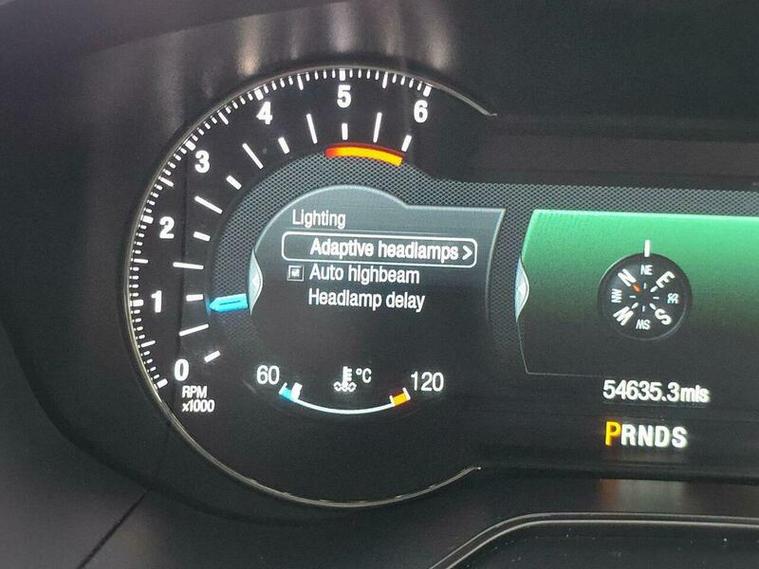 6
5
4
3
2
1
0
RPM
x1000
Lighting
Adaptive headlamps >
Auto highbeam
Headlamp delay
60
°C
120
N
NE
E
S
SW
W
NW
54635.3mls
PRNDS